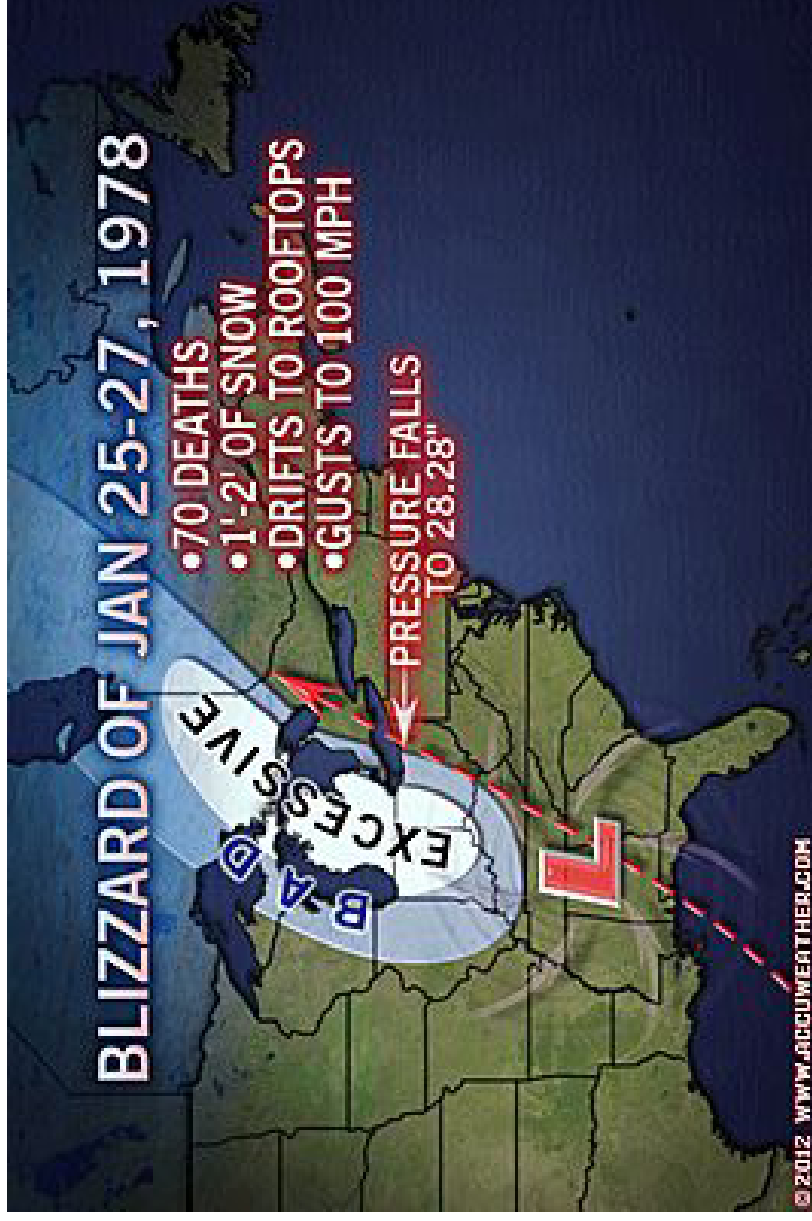 BLIZZARD OF JAN 25-27, 1978
•70 DEATHS
•1'-2' OF SNOW
•DRIFTS TO ROOFTOPS
•GUSTS TO 100 MPH
PRESSURE FALLS
TO 28.28"
EXCESSIVE
BAD
L
© 2012 WWW.ACCUWEATHER.COM